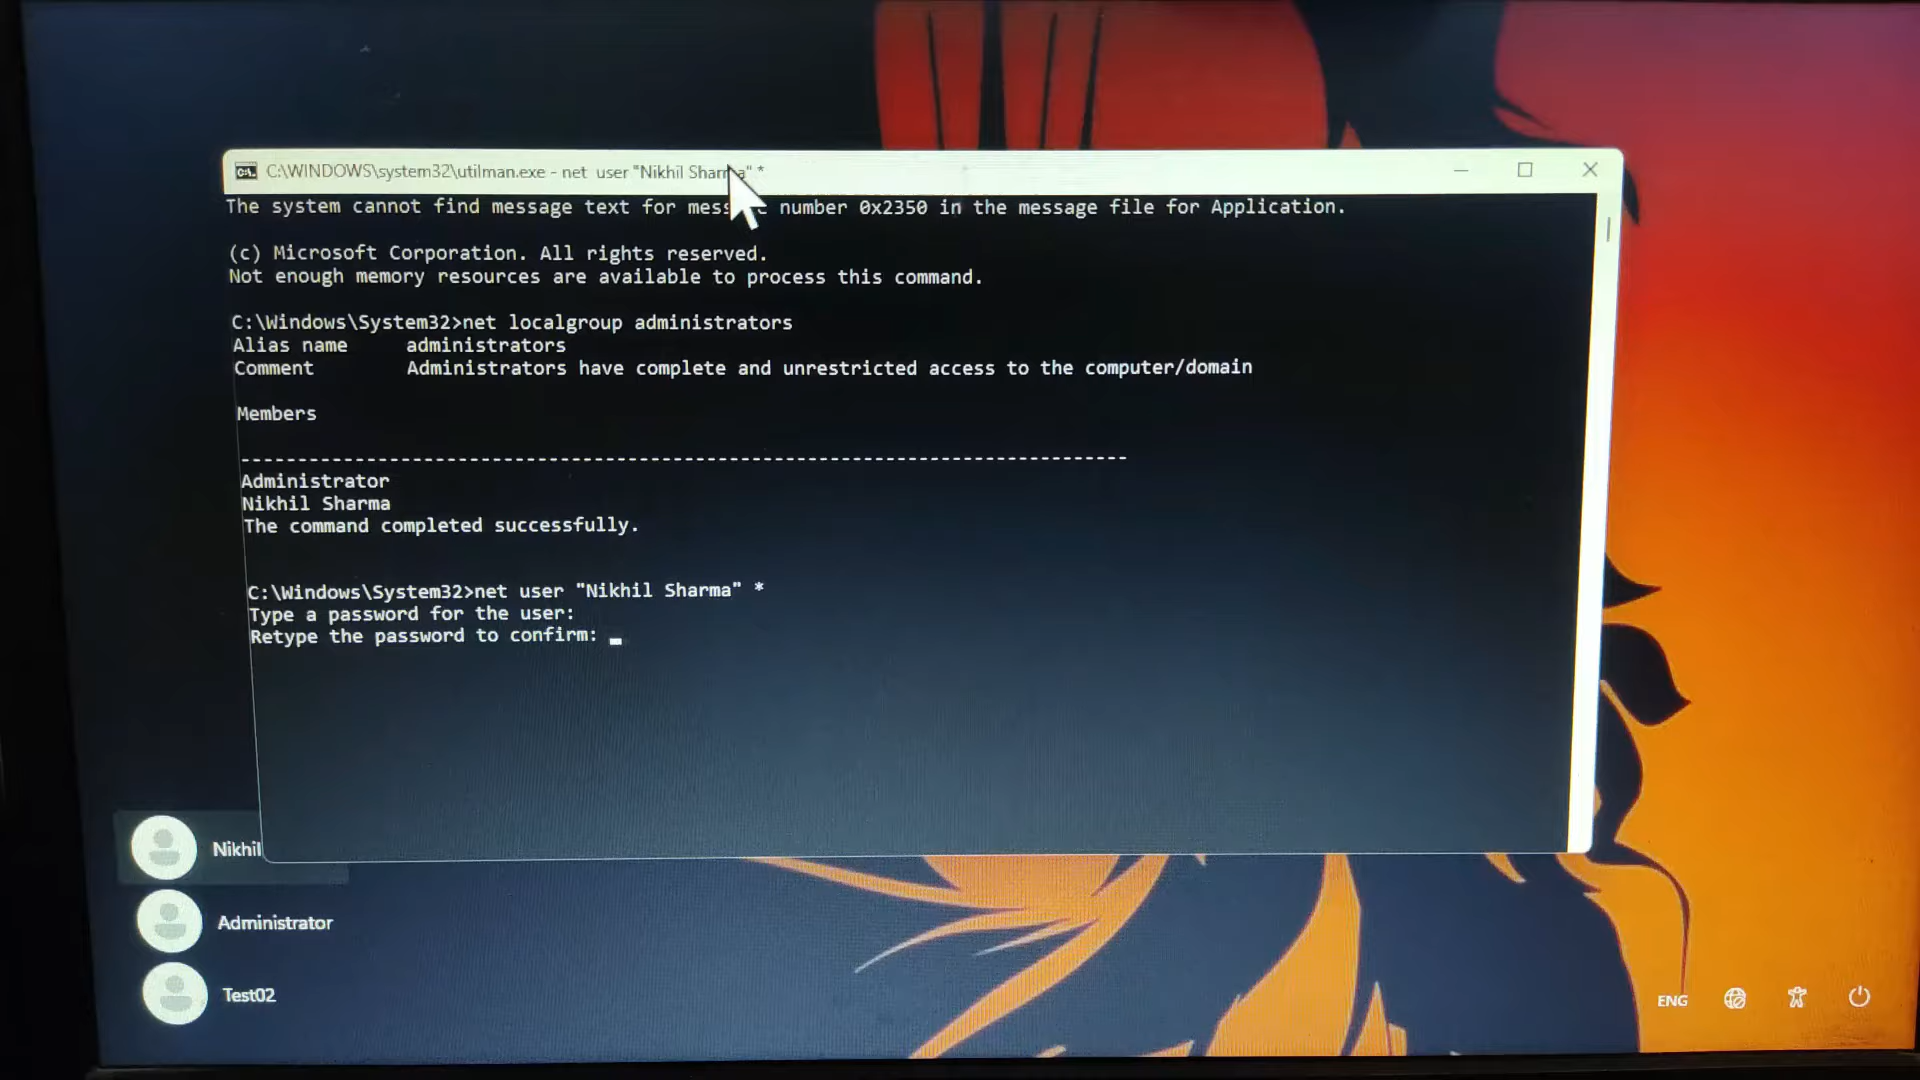 C:\WINDOWS\system32\utilman.exe - net user "Nikhil Sharma" *
The system cannot find message text for message number 0x2350 in the message file for Application.
(c) Microsoft Corporation. All rights reserved.
Not enough memory resources are available to process this command.
C:\Windows\System32>net localgroup administrators
Alias name administrators
Comment Administrators have complete and unrestricted access to the computer/domain
Members
-------------------------------------------------------------------------------
Administrator
Nikhil Sharma
The command completed successfully.
C:\Windows\System32>net user "Nikhil Sharma" *
Type a password for the user:
Retype the password to confirm:
Nikhil
Administrator
Test02
ENG